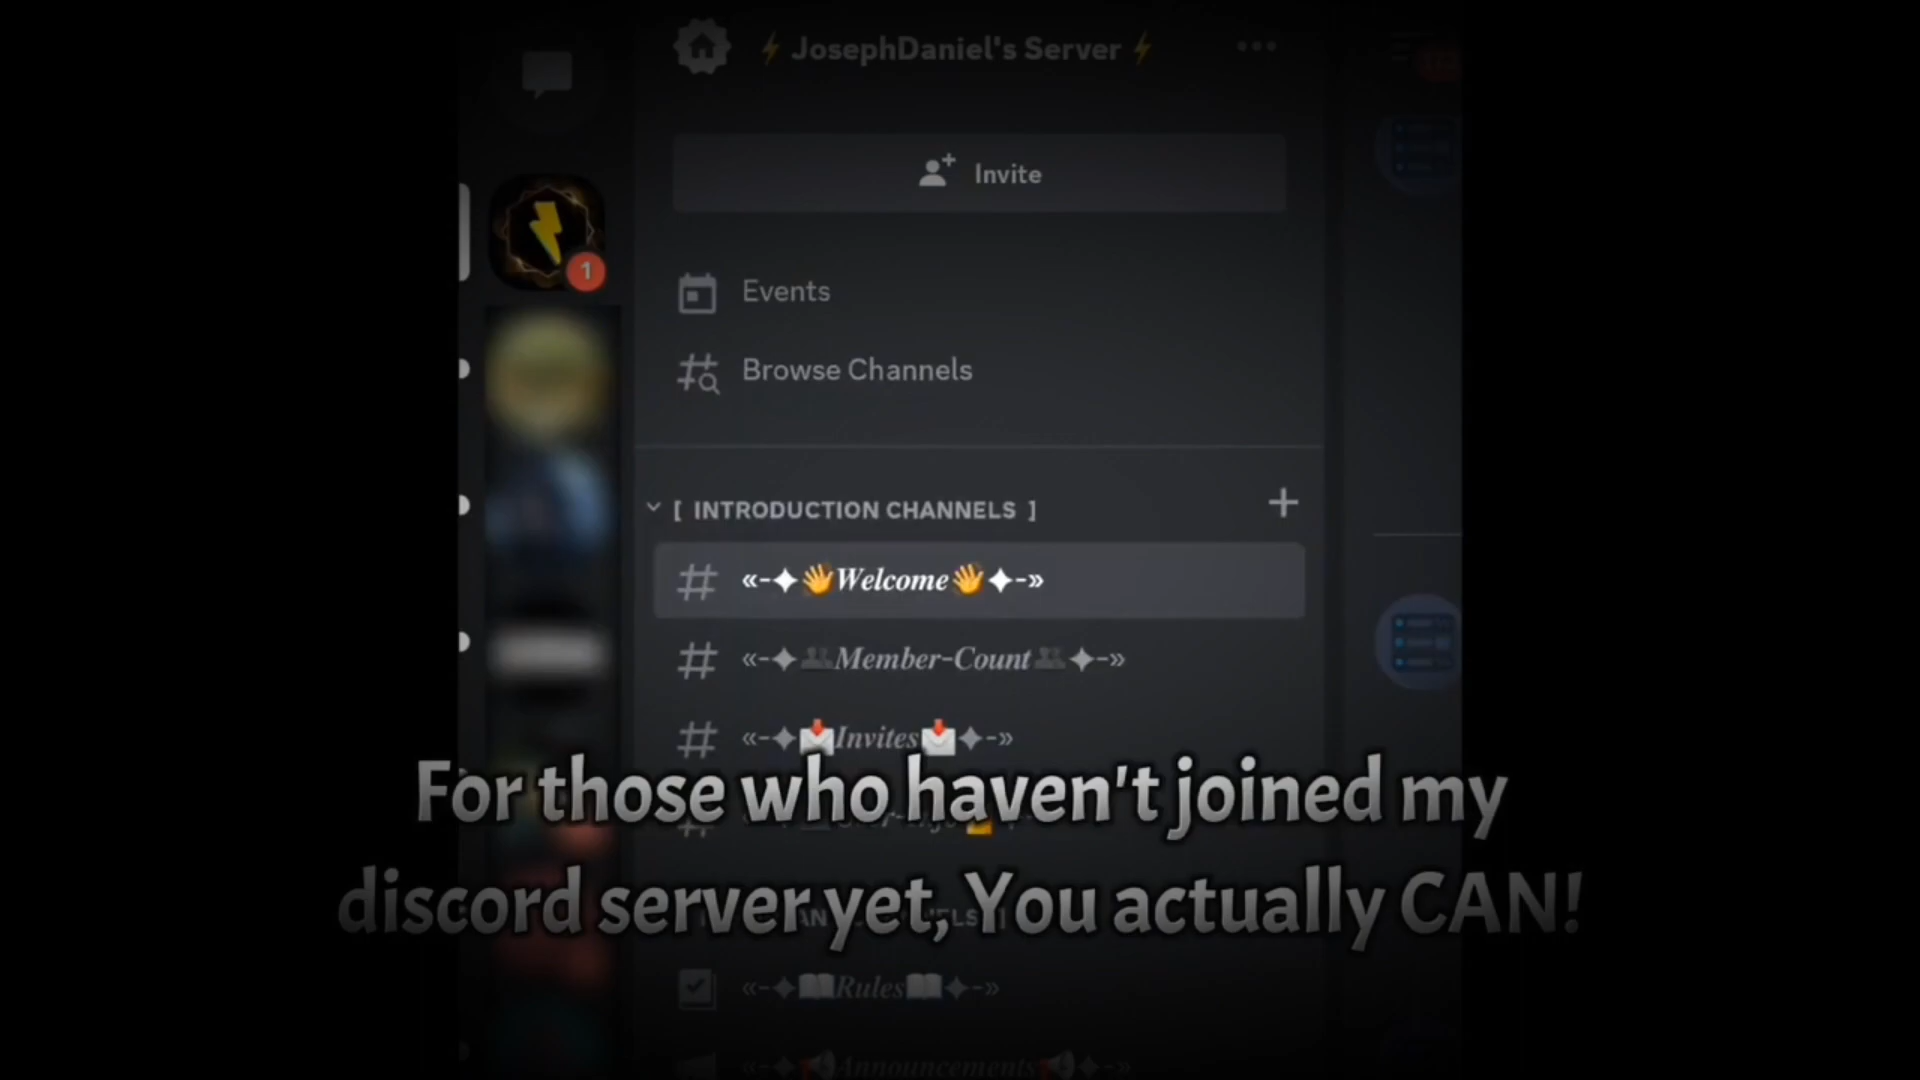 ⚡ JosephDaniel's Server ⚡
Invite
1
Events
Browse Channels
[ INTRODUCTION CHANNELS ]
«-✦👋Welcome👋✦-»
«-✦👥Member-Count👥✦-»
«-✦📩Invites📩✦-»
For those who haven't joined my
discord server yet, You actually CAN!
«-✦📖Rules📖✦-»
«-✦📢Announcements📢✦-»